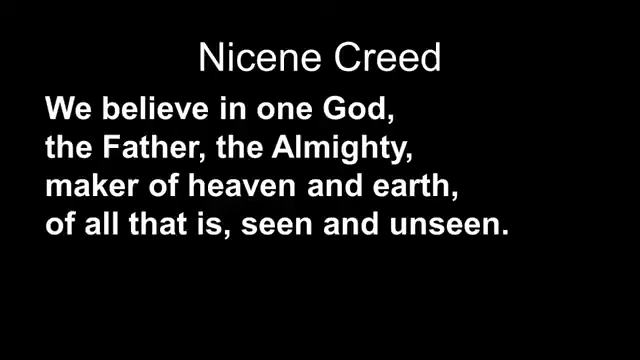 Nicene Creed
We believe in one God,
the Father, the Almighty,
maker of heaven and earth,
of all that is, seen and unseen.